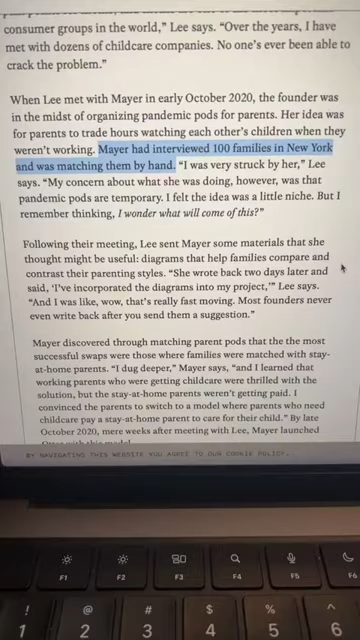 consumer groups in the world,” Lee says. “Over the years, I have
met with dozens of childcare companies. No one’s ever been able to
crack the problem.”
When Lee met with Mayer in early October 2020, the founder was
in the midst of organizing pandemic pods for parents. Her idea was
for parents to trade hours watching each other’s children when they
weren’t working. Mayer had interviewed 100 families in New York
and was matching them by hand. “I was very struck by her,” Lee
says. “My concern about what she was doing, however, was that
pandemic pods are temporary. I felt the idea was a little niche. But I
remember thinking, I wonder what will come of this?”
Following their meeting, Lee sent Mayer some materials that she
thought might be useful: diagrams that help families compare and
contrast their parenting styles. “She wrote back two days later and
said, ‘I’ve incorporated the diagrams into my project,’” Lee says.
“And I was like, wow, that’s really fast moving. Most founders never
even write back after you send them a suggestion.”
Mayer discovered through matching parent pods that the the most
successful swaps were those where families were matched with stay-
at-home parents. “I dug deeper,” Mayer says, “and I learned that
working parents who were getting childcare were thrilled with the
solution, but the stay-at-home parents weren’t getting paid. I
convinced the parents to switch to a model where parents who need
childcare pay a stay-at-home parent to care for their child.” By late
October 2020, mere weeks after meeting with Lee, Mayer launched
with this model
BY NAVIGATING THIS WEBSITE YOU AGREE TO OUR COOKIE POLICY.
F1 F2 F3 F4 F5 F6
! @ # $ % ^
1 2 3 4 5 6